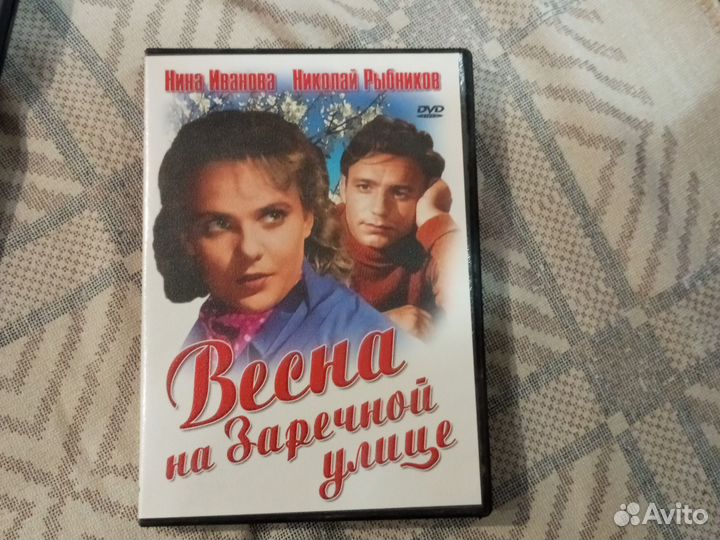 Нина Иванова Николай Рыбников
DVD
Весна
на Заречной
улице
Avito